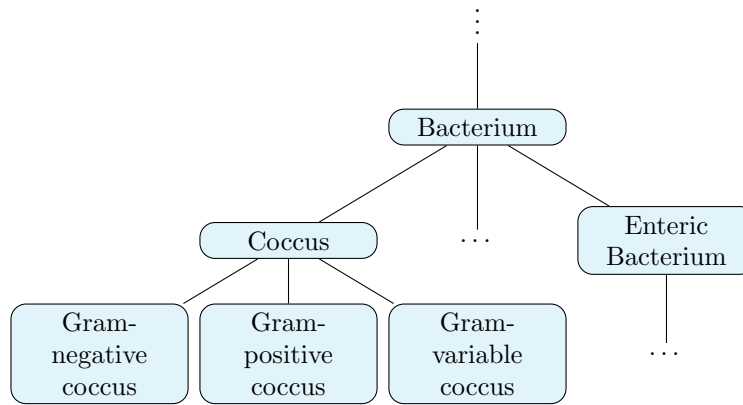 ⋮
Bacterium
Coccus
...
Enteric
Bacterium
Gram-
negative
coccus
Gram-
positive
coccus
Gram-
variable
coccus
...